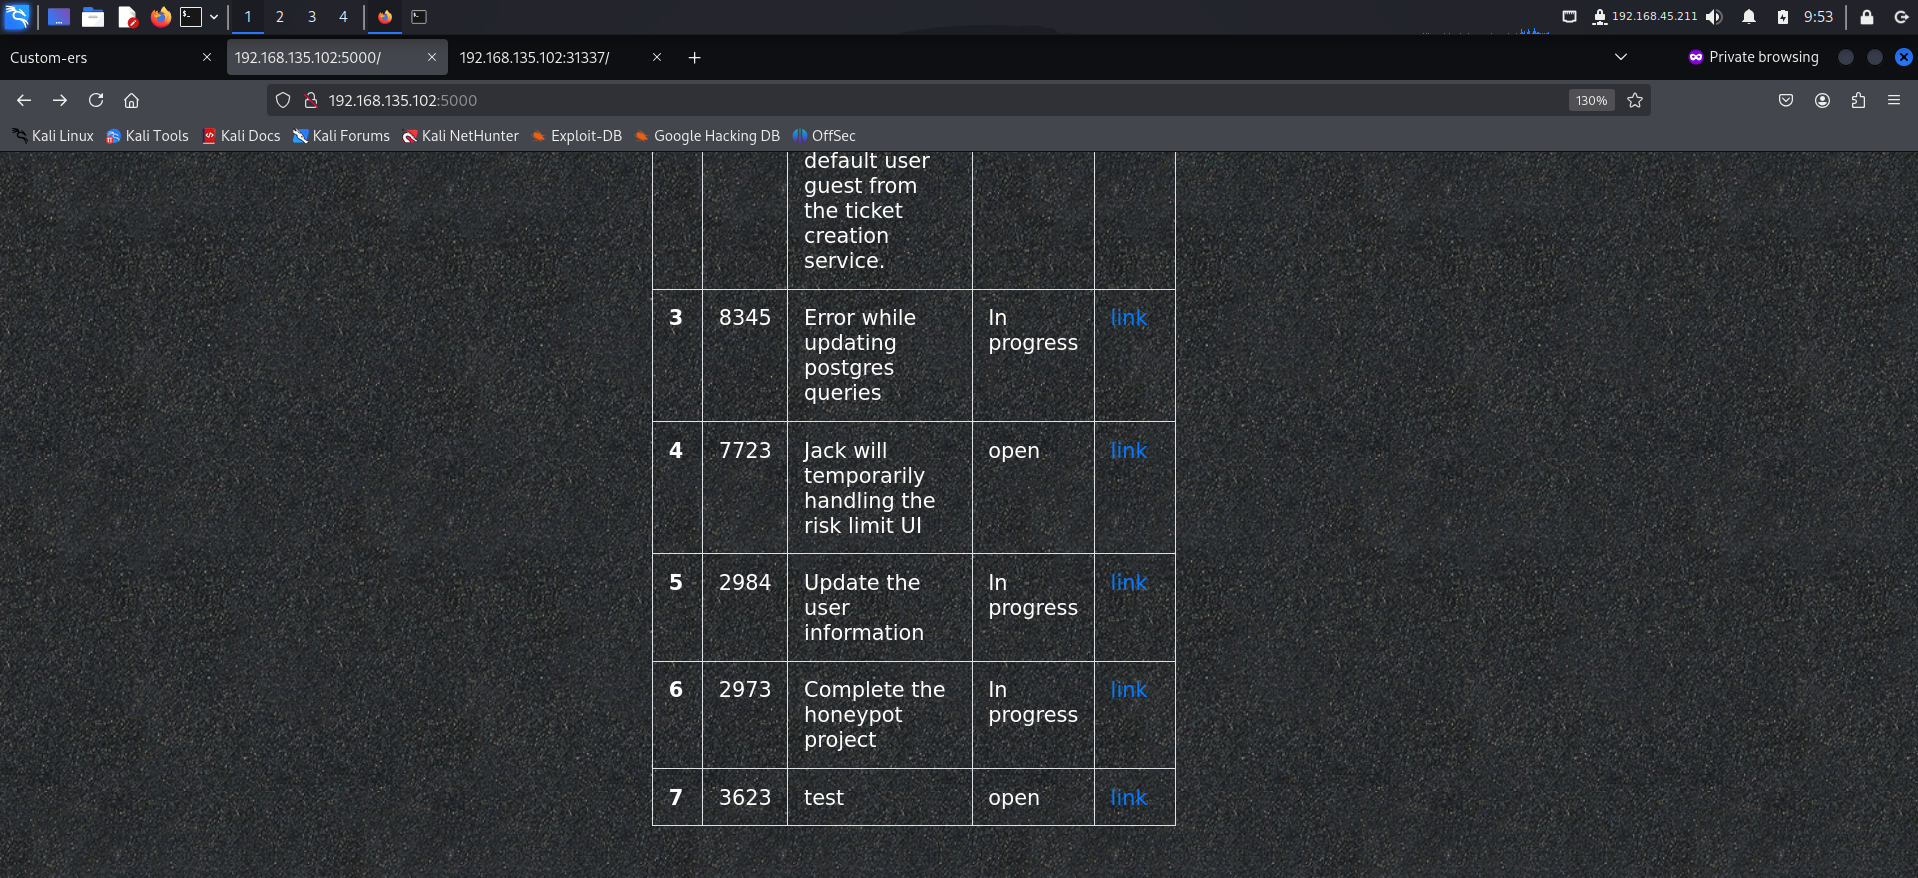 1 2 3 4 192.168.45.211 9:53
Custom-ers 192.168.135.102:5000/ 192.168.135.102:31337/ Private browsing
192.168.135.102:5000 130%
Kali Linux Kali Tools Kali Docs Kali Forums Kali NetHunter Exploit-DB Google Hacking DB OffSec
default user
guest from
the ticket
creation
service.
3 8345 Error while In link
updating progress
postgres
queries
4 7723 Jack will open link
temporarily
handling the
risk limit UI
5 2984 Update the In link
user progress
information
6 2973 Complete the In link
honeypot progress
project
7 3623 test open link